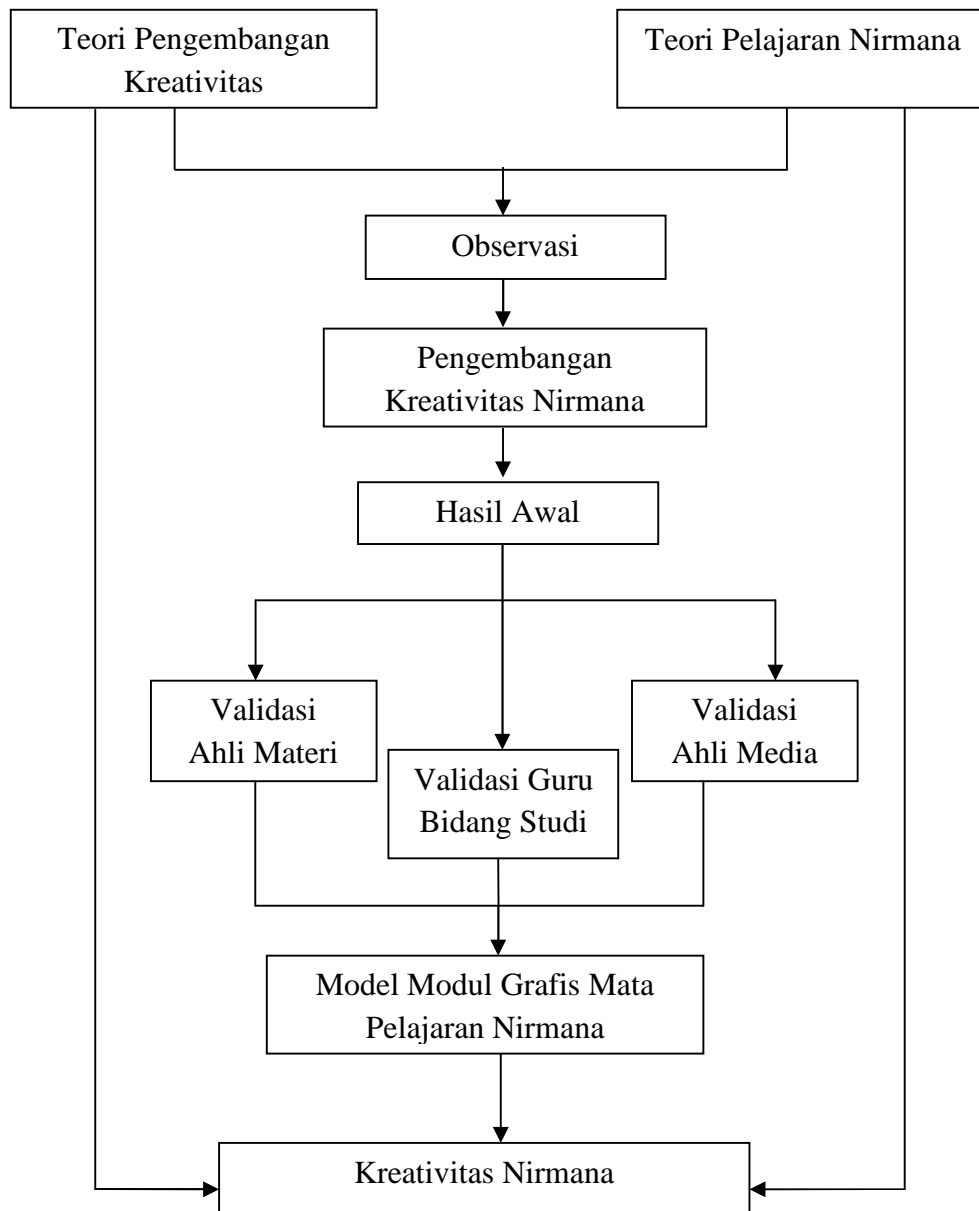 Teori Pengembangan
Kreativitas
Teori Pelajaran Nirmana
Observasi
Pengembangan
Kreativitas Nirmana
Hasil Awal
Validasi
Ahli Materi
Validasi Guru
Bidang Studi
Validasi
Ahli Media
Model Modul Grafis Mata
Pelajaran Nirmana
Kreativitas Nirmana